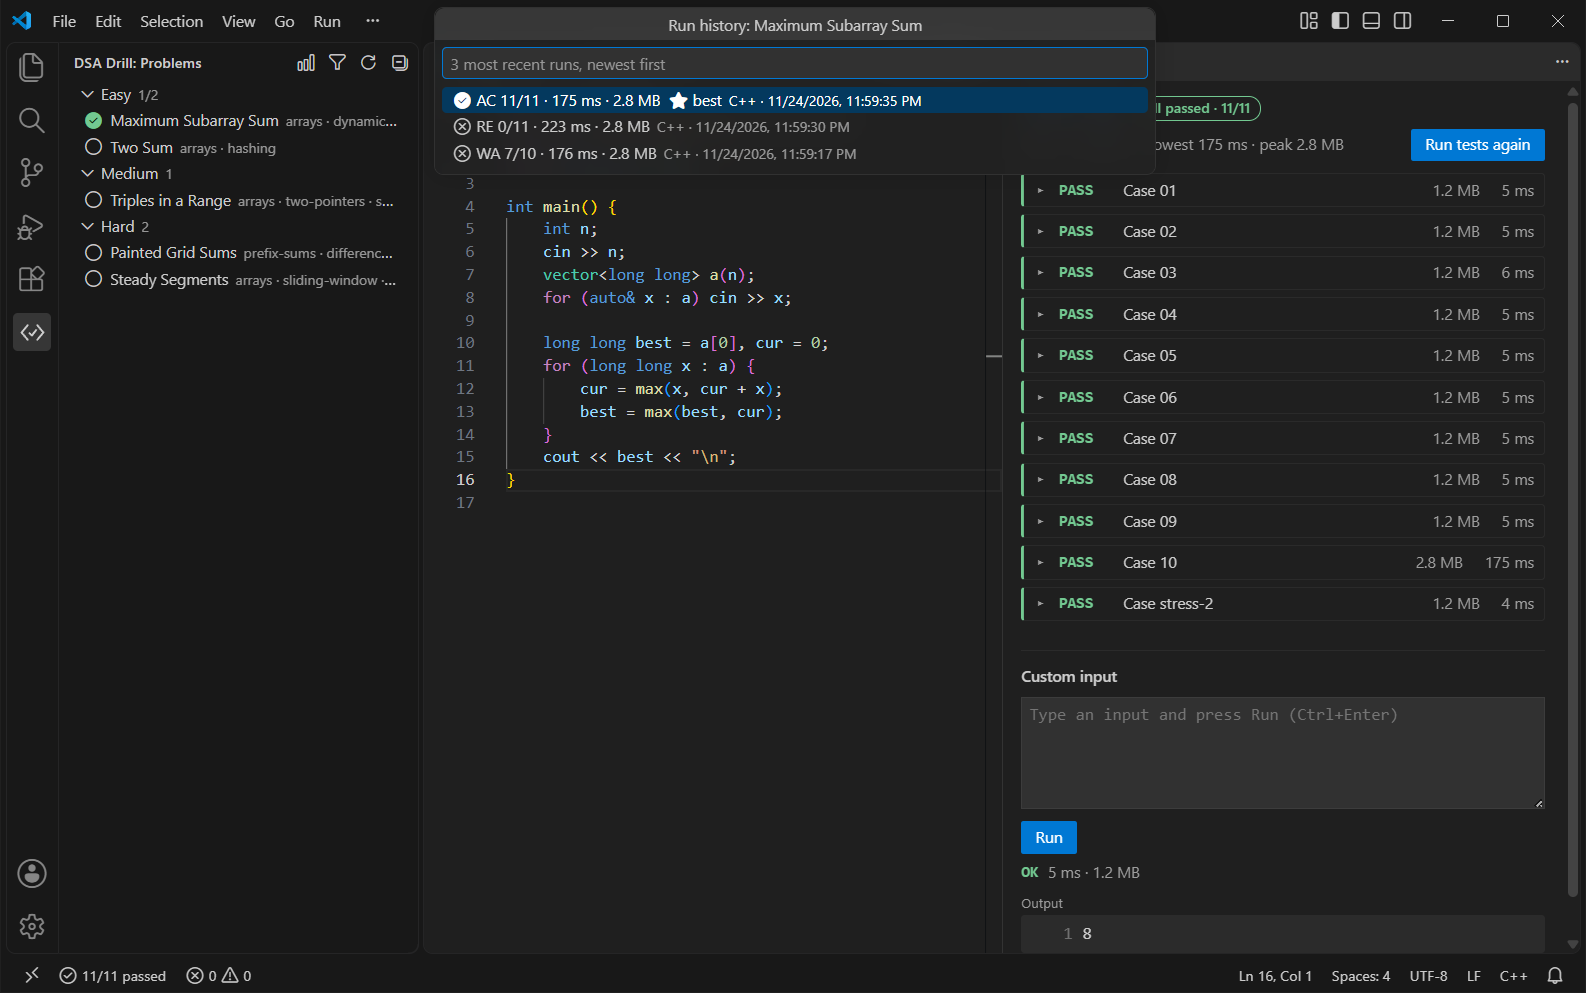 File Edit Selection View Go Run ···
Run history: Maximum Subarray Sum
3 most recent runs, newest first
AC 11/11 · 175 ms · 2.8 MB best C++ · 11/24/2026, 11:59:35 PM
RE 0/11 · 223 ms · 2.8 MB C++ · 11/24/2026, 11:59:30 PM
WA 7/10 · 176 ms · 2.8 MB C++ · 11/24/2026, 11:59:17 PM
DSA Drill: Problems
Easy 1/2
Maximum Subarray Sum arrays · dynamic...
Two Sum arrays · hashing
Medium 1
Triples in a Range arrays · two-pointers · s...
Hard 2
Painted Grid Sums prefix-sums · differenc...
Steady Segments arrays · sliding-window ·...
3
4 int main() {
5 int n;
6 cin >> n;
7 vector<long long> a(n);
8 for (auto& x : a) cin >> x;
9
10 long long best = a[0], cur = 0;
11 for (long long x : a) {
12 cur = max(x, cur + x);
13 best = max(best, cur);
14 }
15 cout << best << "\n";
16 }
17
passed · 11/11
175 ms · peak 2.8 MB
Run tests again
PASS Case 01 1.2 MB 5 ms
PASS Case 02 1.2 MB 5 ms
PASS Case 03 1.2 MB 6 ms
PASS Case 04 1.2 MB 5 ms
PASS Case 05 1.2 MB 5 ms
PASS Case 06 1.2 MB 5 ms
PASS Case 07 1.2 MB 5 ms
PASS Case 08 1.2 MB 5 ms
PASS Case 09 1.2 MB 5 ms
PASS Case 10 2.8 MB 175 ms
PASS Case stress-2 1.2 MB 4 ms
Custom input
Type an input and press Run (Ctrl+Enter)
Run
OK 5 ms · 1.2 MB
Output
1 8
11/11 passed 0 0
Ln 16, Col 1 Spaces: 4 UTF-8 LF C++